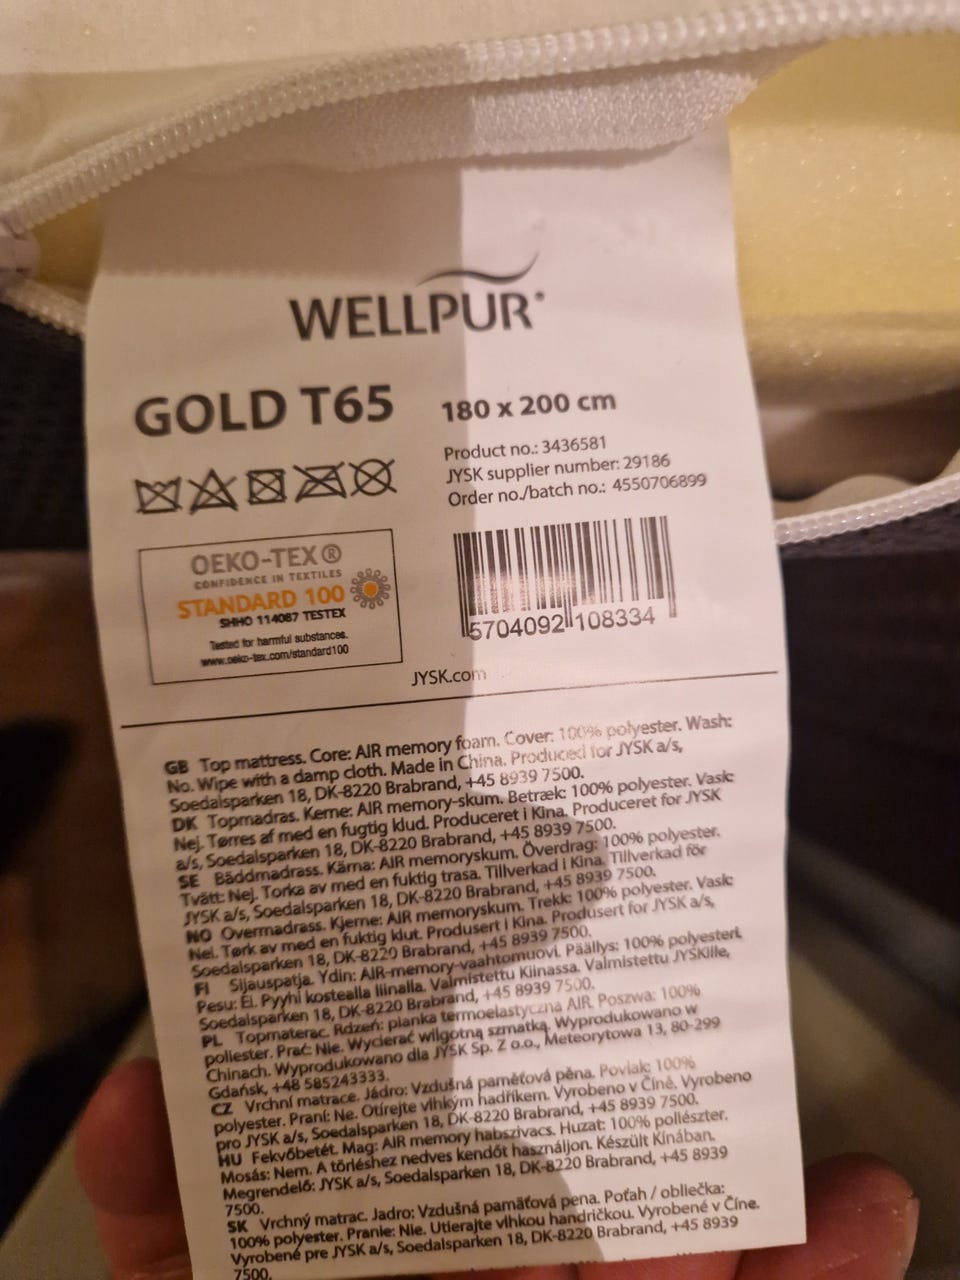 WELLPUR®
GOLD T65
180 x 200 cm
Product no.: 3436581
JYSK supplier number: 29186
Order no./batch no.: 4550706899
OEKO-TEX®
CONFIDENCE IN TEXTILES
STANDARD 100
SHHO 114087 TESTEX
Tested for harmful substances.
www.oeko-tex.com/standard100
5704092 108334
JYSK.com
GB Top mattress. Core: AIR memory foam. Cover: 100% polyester. Wash:
No. Wipe with a damp cloth. Made in China. Produced for JYSK a/s,
Soedalsparken 18, DK-8220 Brabrand, +45 8939 7500.
DK Topmadras. Kerne: AIR memory-skum. Betræk: 100% polyester. Vask:
Nej. Tørres af med en fugtig klud. Produceret i Kina. Produceret for JYSK
a/s, Soedalsparken 18, DK-8220 Brabrand, +45 8939 7500.
SE Bäddmadrass. Kärna: AIR memoryskum. Överdrag: 100% polyester.
Tvätt: Nej. Torka av med en fuktig trasa. Tillverkad i Kina. Tillverkad för
JYSK a/s, Soedalsparken 18, DK-8220 Brabrand, +45 8939 7500.
NO Overmadrass. Kjerne: AIR memoryskum. Trekk: 100% polyester. Vask:
Nei. Tørk av med en fuktig klut. Produsert i Kina. Produsert for JYSK a/s,
Soedalsparken 18, DK-8220 Brabrand, +45 8939 7500.
FI Sijauspatja. Ydin: AIR-memory-vaahtomuovi. Päällys: 100% polyesteri.
Pesu: Ei. Pyyhi kostealla liinalla. Valmistettu Kiinassa. Valmistettu JYSKille,
Soedalsparken 18, DK-8220 Brabrand, +45 8939 7500.
PL Topmaterac. Rdzeń: pianka termoelastyczna AIR. Poszwa: 100%
poliester. Prać: Nie. Wycierać wilgotną szmatką. Wyprodukowano w
Chinach. Wyprodukowano dla JYSK Sp. Z o.o., Meteorytowa 13, 80-299
Gdańsk, +48 585243333.
CZ Vrchní matrace. Jádro: Vzdušná paměťová pěna. Povlak: 100%
polyester. Praní: Ne. Otírejte vlhkým hadříkem. Vyrobeno v Číně. Vyrobeno
pro JYSK a/s, Soedalsparken 18, DK-8220 Brabrand, +45 8939 7500.
HU Fekvőbetét. Mag: AIR memory habszivacs. Huzat: 100% poliészter.
Mosás: Nem. A törléshez nedves kendőt használjon. Készült Kínában.
Megrendelő: JYSK a/s, Soedalsparken 18, DK-8220 Brabrand, +45 8939
7500.
SK Vrchný matrac. Jadro: Vzdušná pamäťová pena. Poťah / obliečka:
100% polyester. Pranie: Nie. Utierajte vlhkou handričkou. Vyrobené v Číne.
Vyrobené pre JYSK a/s, Soedalsparken 18, DK-8220 Brabrand, +45 8939
7500.